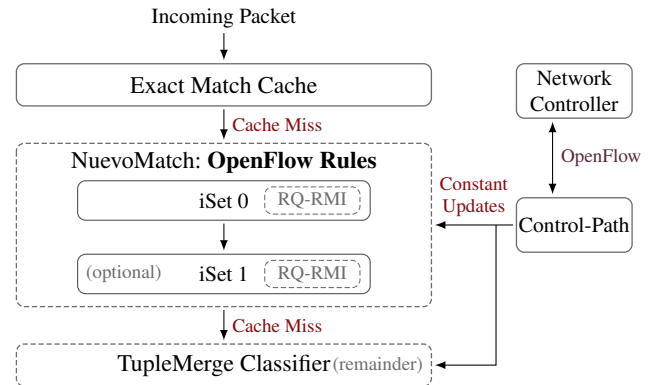 Incoming Packet
Exact Match Cache
Cache Miss
NuevoMatch: OpenFlow Rules
iSet 0 RQ-RMI
(optional) iSet 1 RQ-RMI
Cache Miss
TupleMerge Classifier (remainder)
Network
Controller
OpenFlow
Constant
Updates
Control-Path